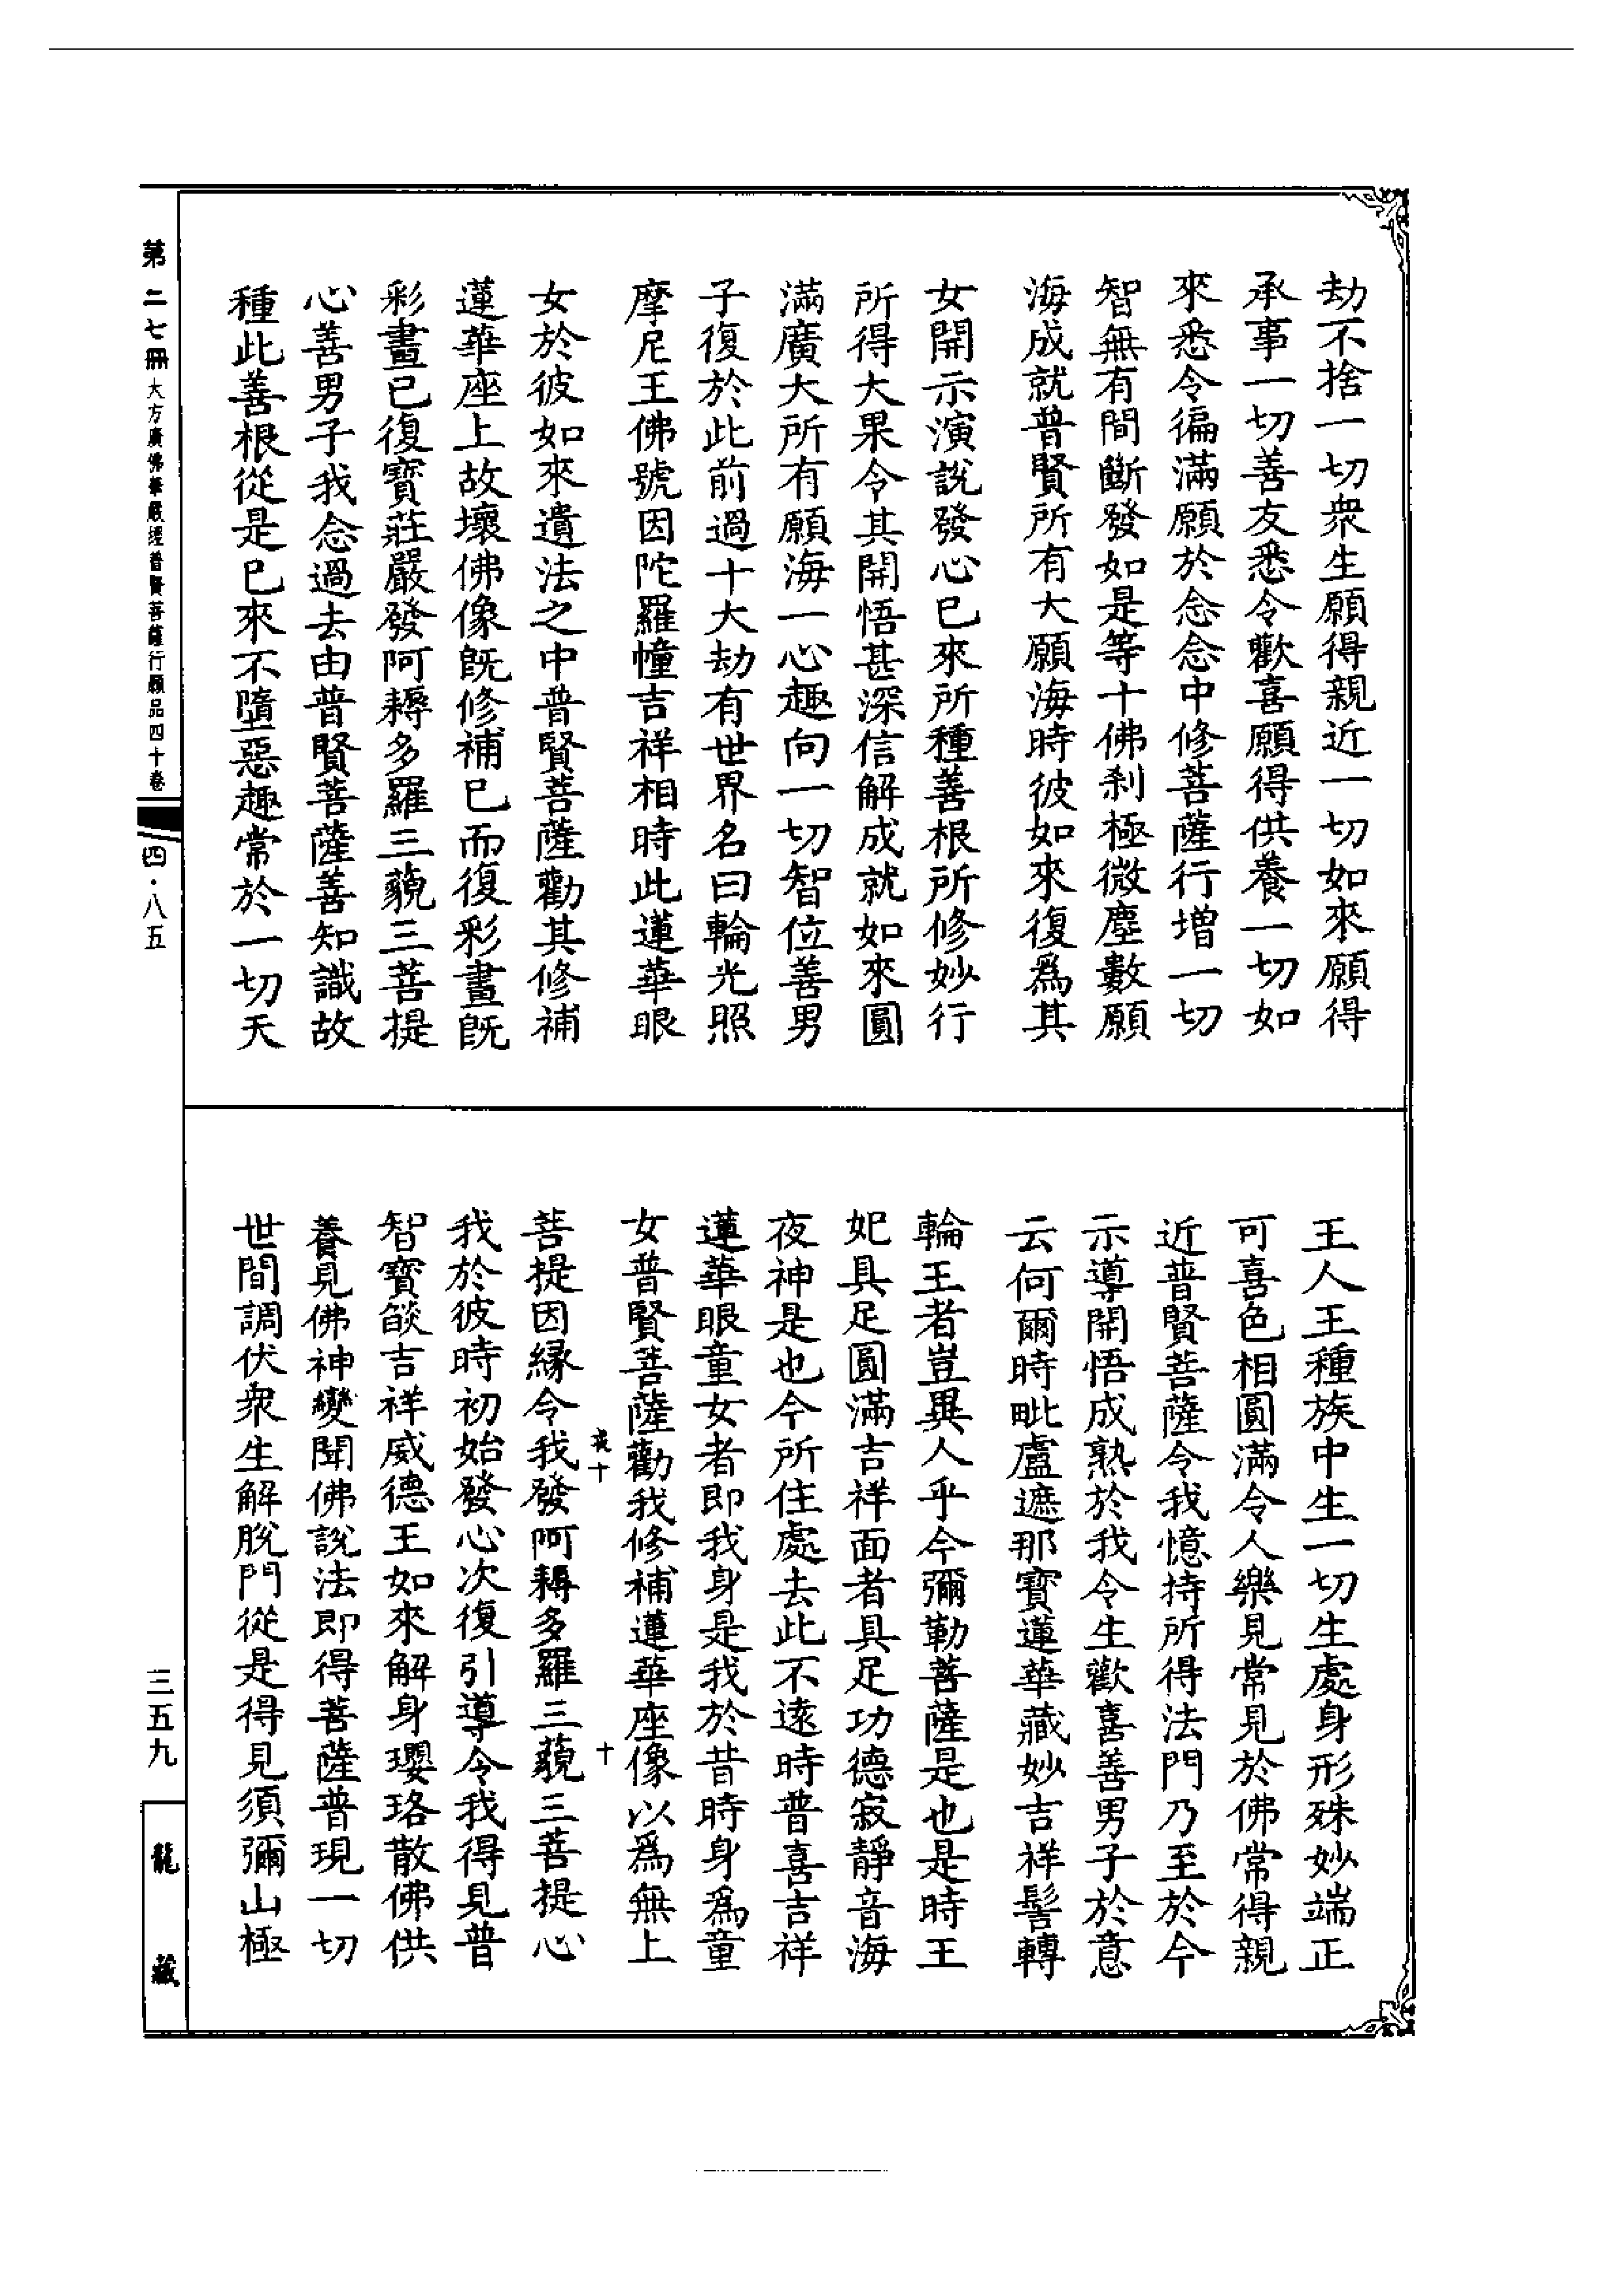 劫不捨一切衆生願得親近一切如來願得
承事一切善友悉令歡喜願得供養一切如
來悉令徧滿願於念念中修菩薩行增一切
智無有間斷發如是等十佛刹極微塵數願
海成就普賢所有大願海時彼如來復爲其
女開示演說發心已來所種善根所修妙行
所得大果令其開悟甚深信解成就如來圓
滿廣大所有願海一心趣向一切智位善男
子復於此前過十大劫有世界名曰輪光照
摩尼王佛號因陀羅幢吉祥相時此蓮華眼
女於彼如來遺法之中普賢菩薩勸其修補
蓮華座上故壞佛像旣修補已而復彩畫旣
彩畫已復寶莊嚴發阿耨多羅三藐三菩提
心善男子我念過去由普賢菩薩善知識故
種此善根從是已來不墮惡趣常於一切天
王人王種族中生一切生處身形殊妙端正
可喜色相圓滿令人樂見常見於佛常得親
近普賢菩薩令我憶持所得法門乃至於今
示導開悟成熟於我令生歡喜善男子於意
云何爾時毗盧遮那寶蓮華藏妙吉祥髻轉
輪王者豈異人乎今彌勒菩薩是也是時王
妃具足圓滿吉祥面者具足功德寂靜音海
夜神是也今所住處去此不遠時普喜吉祥
蓮華眼童女者即我身是我於昔時身爲童
女普賢菩薩勸我修補蓮華座像以爲無上
十
菩提因緣令我發阿耨多羅三藐三菩提心
我於彼時初始發心次復引導令我得見普
智寶燄吉祥威德王如來解身瓔珞散佛供
養見佛神變聞佛說法即得菩薩普現一切
世間調伏衆生解脫門從是得見須彌山極
第二七冊 大方廣佛華嚴經普賢菩薩行願品四十卷
四·八五
三五九
龍藏